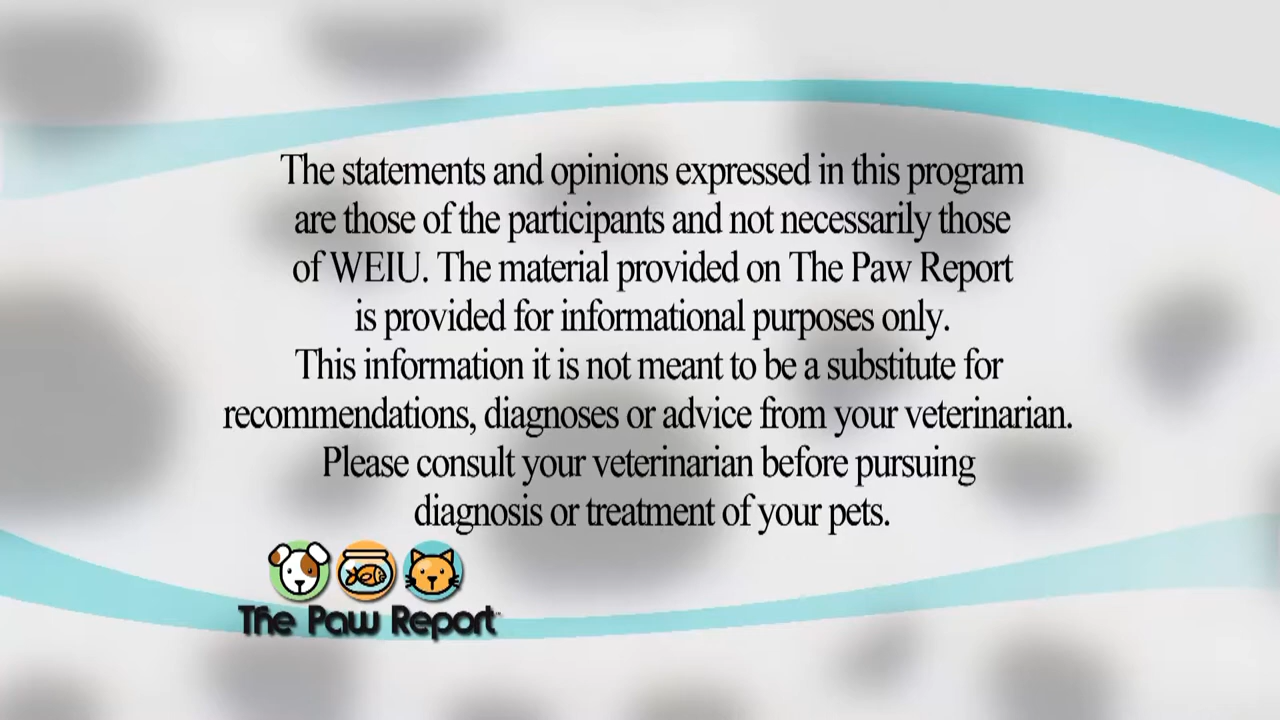 The statements and opinions expressed in this program
are those of the participants and not necessarily those
of WEIU. The material provided on The Paw Report
is provided for informational purposes only.
This information it is not meant to be a substitute for
recommendations, diagnoses or advice from your veterinarian.
Please consult your veterinarian before pursuing
diagnosis or treatment of your pets.
The Paw Report